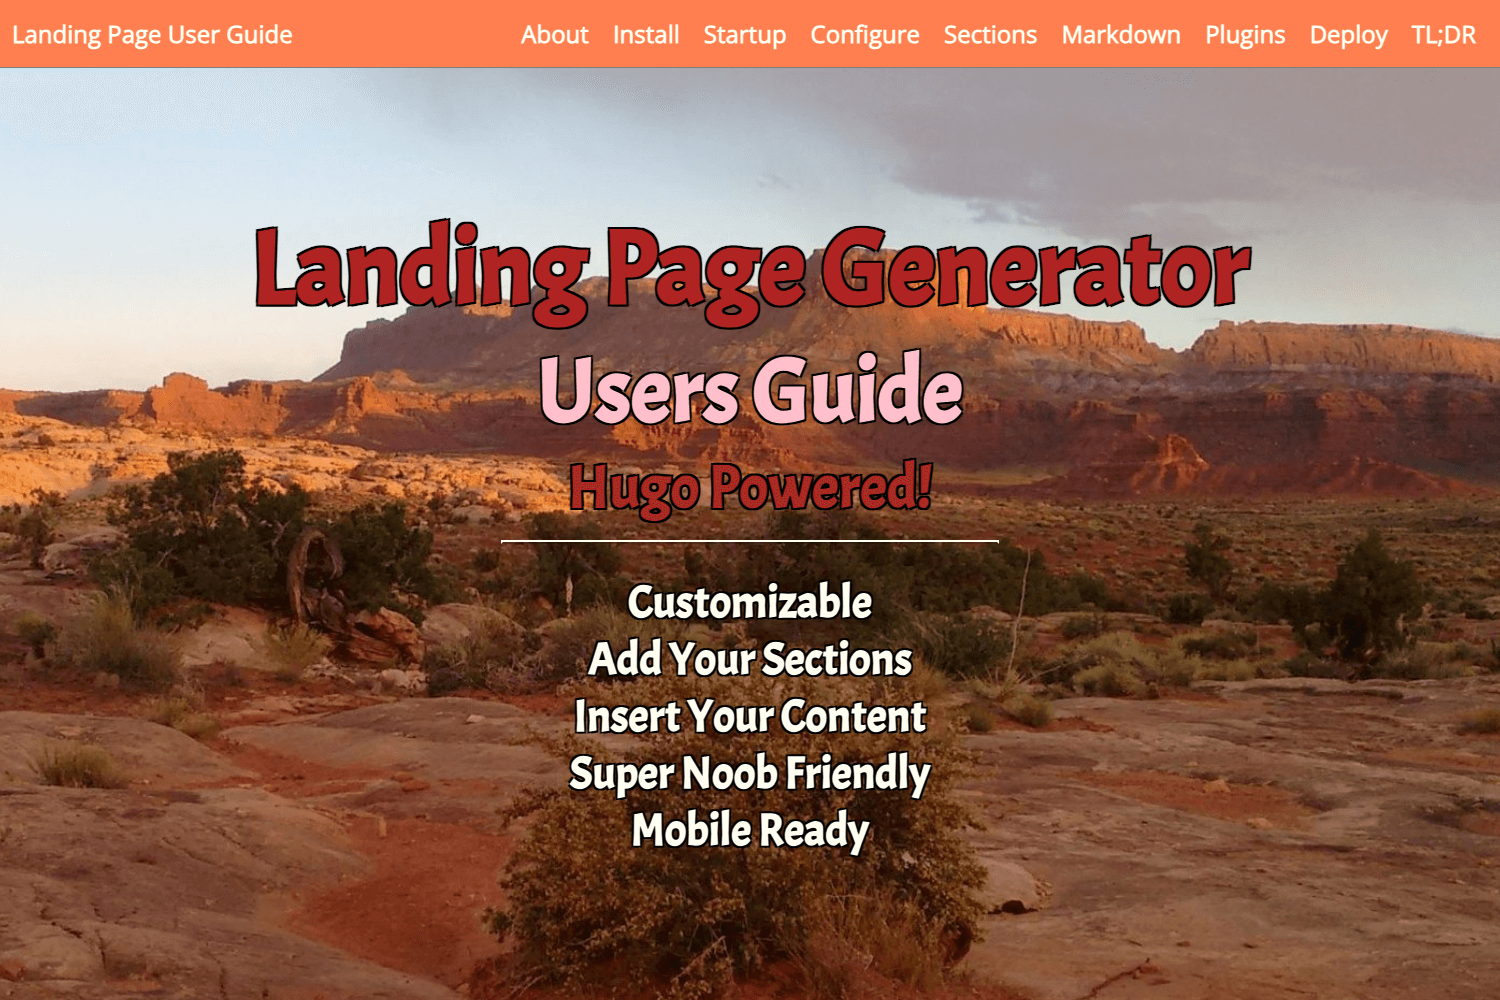 Landing Page User Guide About Install Startup Configure Sections Markdown Plugins Deploy TL;DR
Landing Page Generator
Users Guide
Hugo Powered!
Customizable
Add Your Sections
Insert Your Content
Super Noob Friendly
Mobile Ready